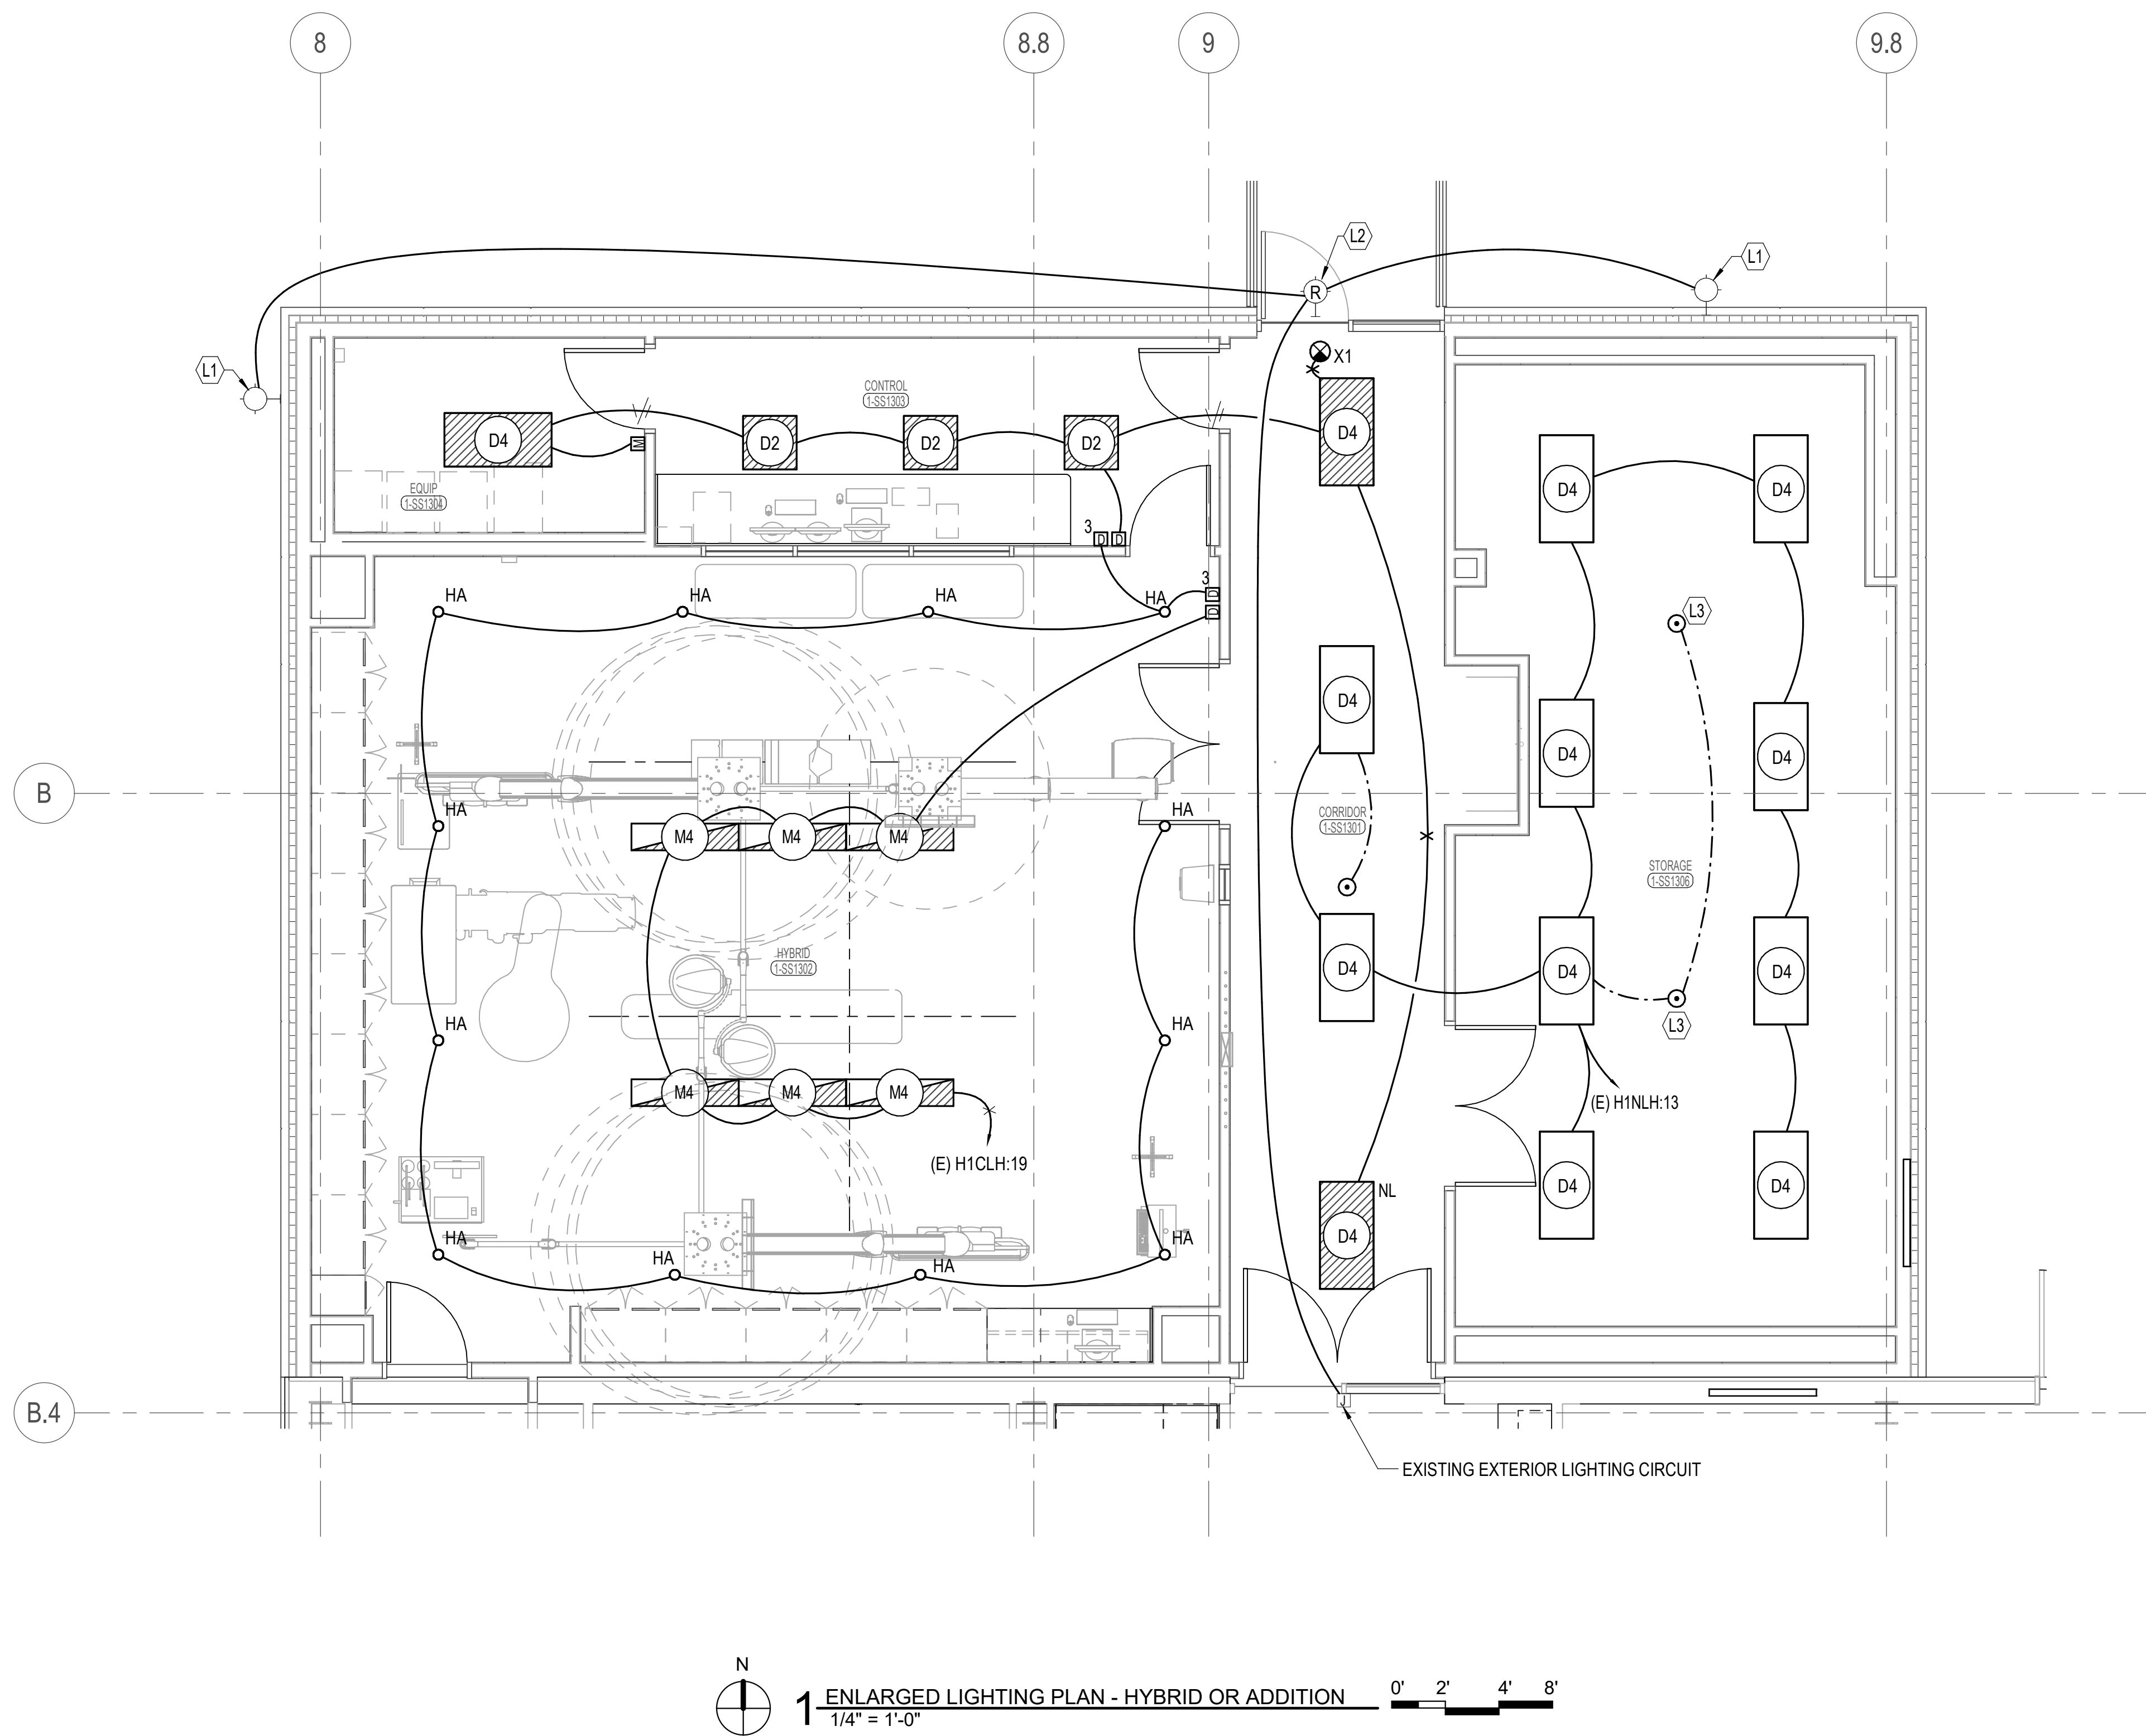 8
8.8
9
9.8
L2
L1
R
L1
X1
CONTROL
1-SS1303
D4
D2
D2
D2
D4
M
EQUIP
1-SS1304
D4
D4
3
D
D
3
D
D
HA
HA
HA
HA
L3
D4
D4
D4
B
HA
HA
M4
M4
M4
CORRIDOR
1-SS1301
STORAGE
1-SS1306
HYBRID
1-SS1302
D4
D4
D4
L3
HA
HA
M4
M4
M4
(E) H1NLH:13
(E) H1CLH:19
NL
D4
D4
D4
HA
HA
HA
HA
B.4
J
EXISTING EXTERIOR LIGHTING CIRCUIT
N
1
ENLARGED LIGHTING PLAN - HYBRID OR ADDITION
1/4" = 1'-0"
0' 2' 4' 8'